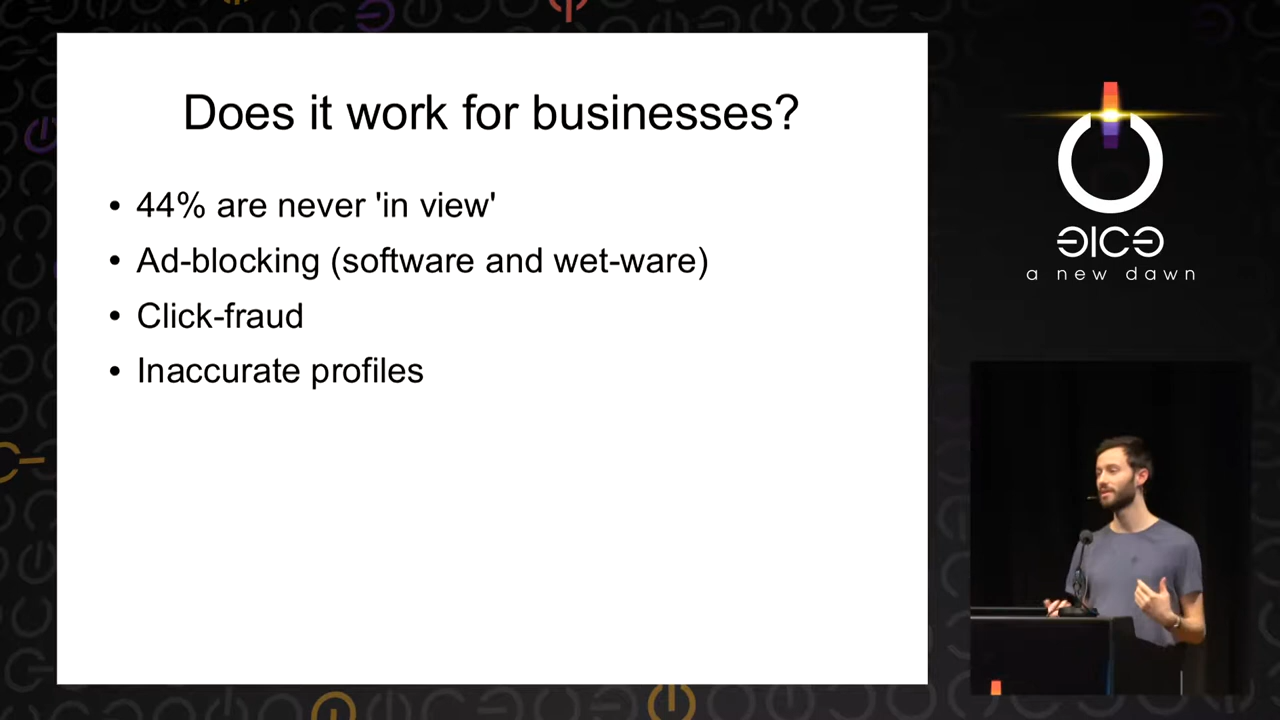 Does it work for businesses?
• 44% are never 'in view'
• Ad-blocking (software and wet-ware)
• Click-fraud
• Inaccurate profiles
a new dawn